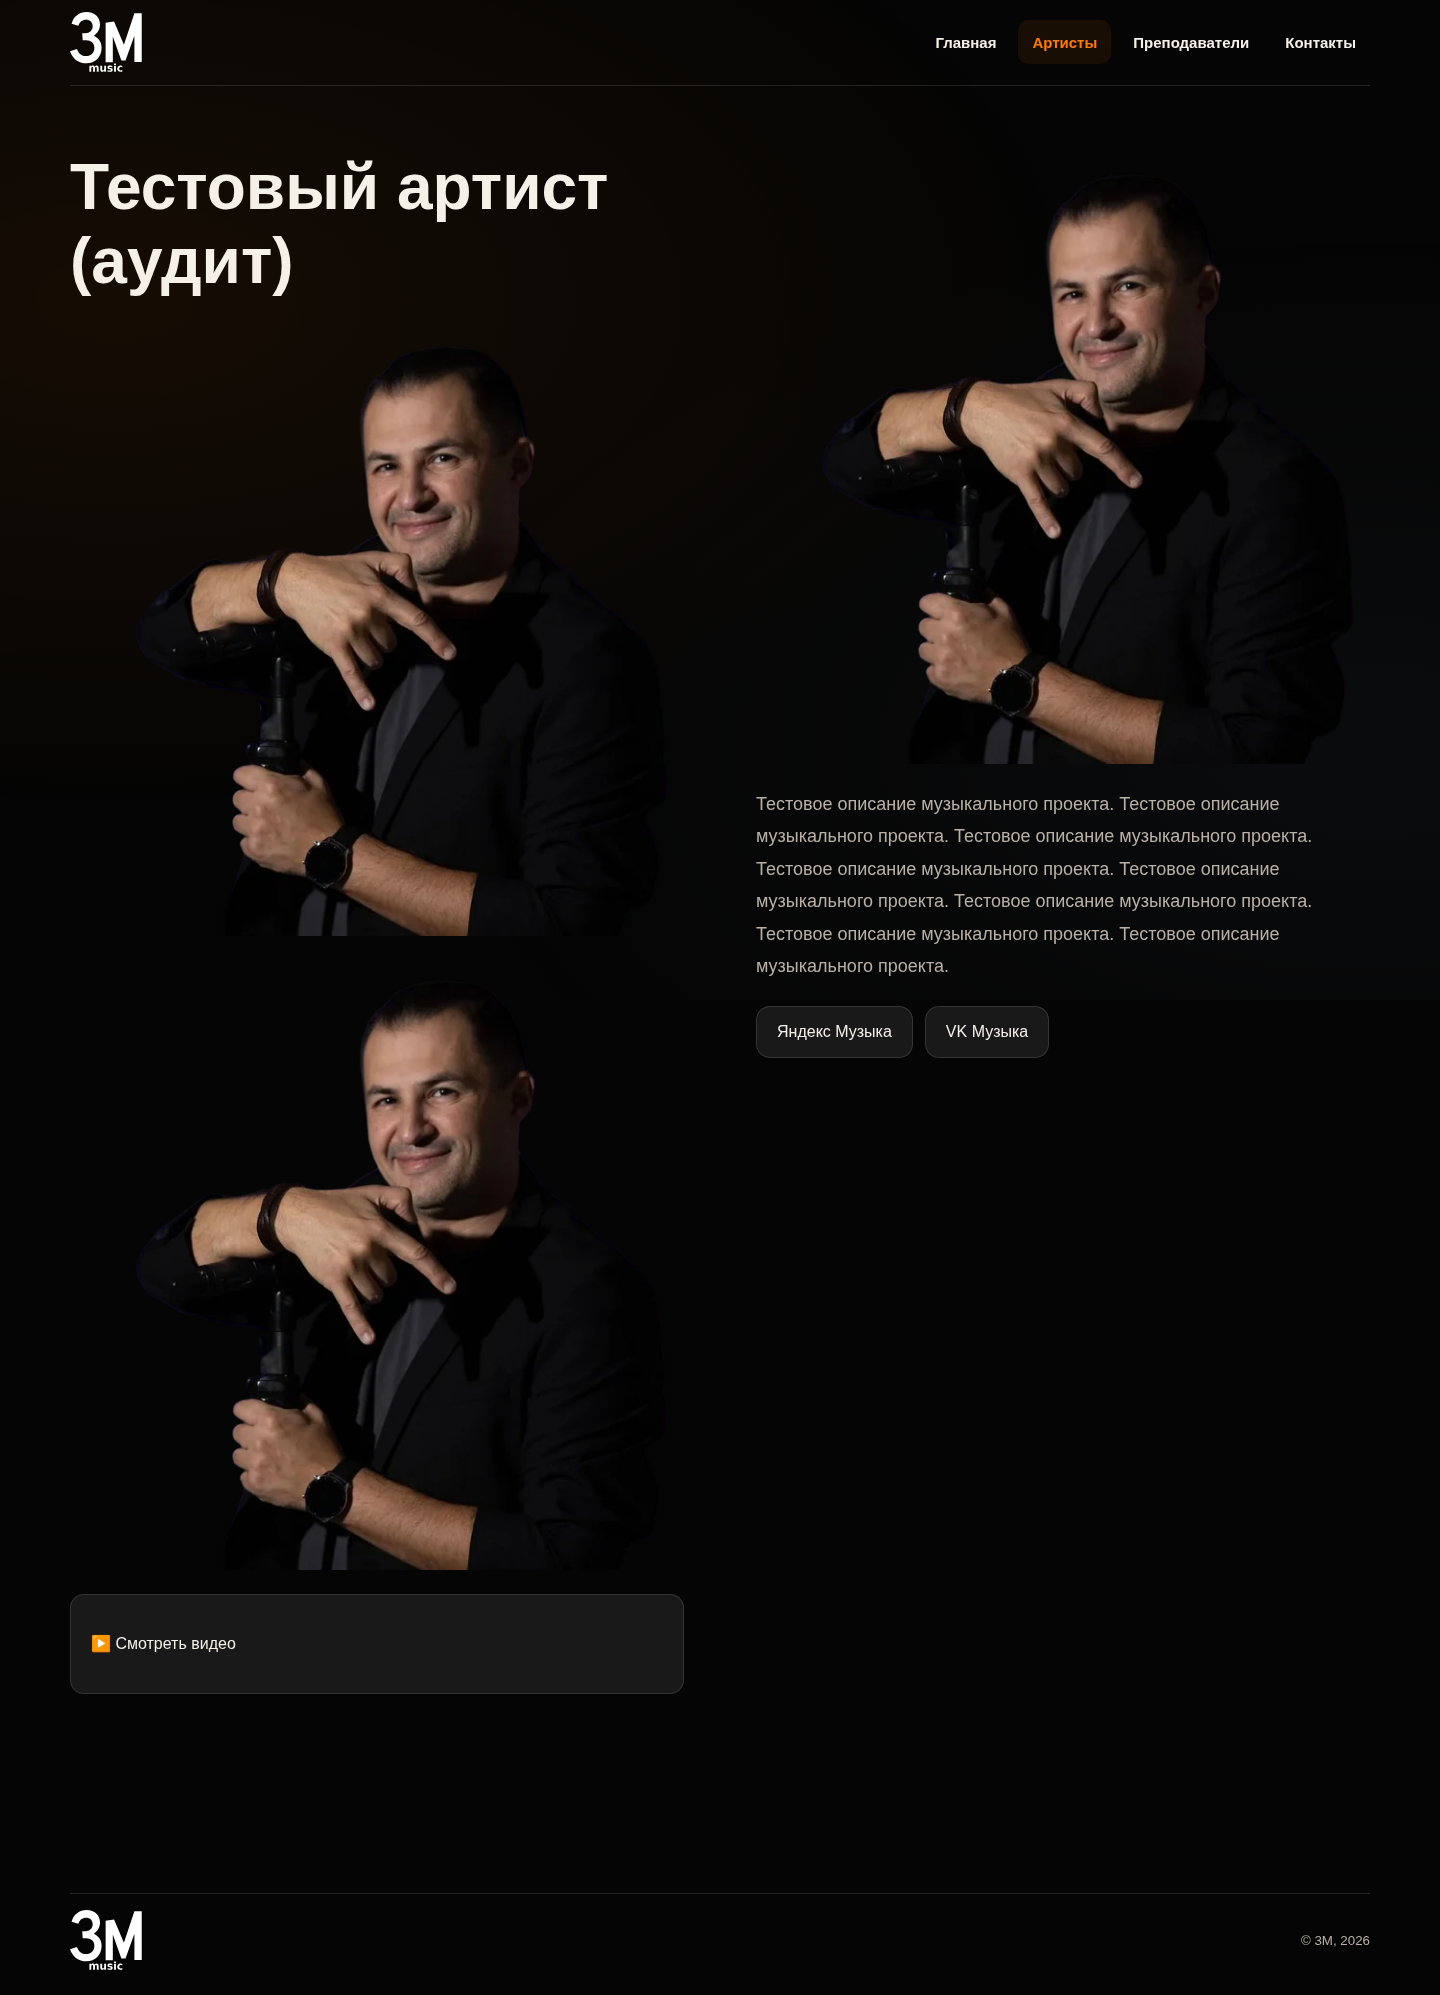 3M
music
Главная
Артисты
Преподаватели
Контакты
Тестовый артист
(аудит)
Тестовое описание музыкального проекта. Тестовое описание
музыкального проекта. Тестовое описание музыкального проекта.
Тестовое описание музыкального проекта. Тестовое описание
музыкального проекта. Тестовое описание музыкального проекта.
Тестовое описание музыкального проекта. Тестовое описание
музыкального проекта.
Яндекс Музыка
VK Музыка
Смотреть видео
3M
music
© 3М, 2026